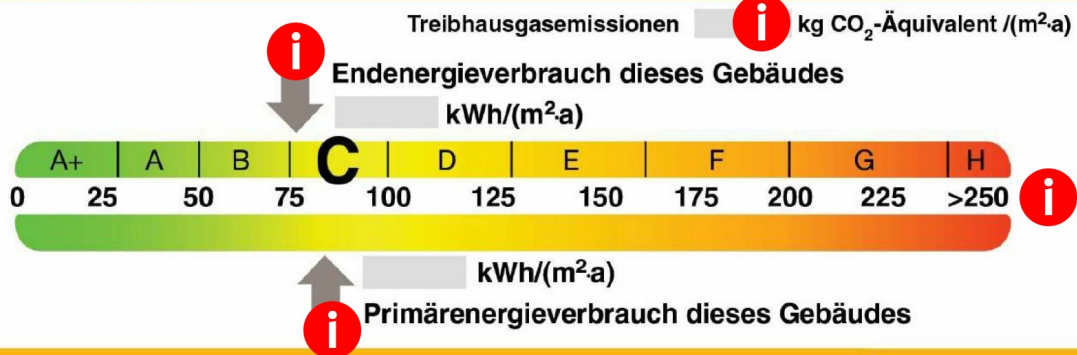 Treibhausgasemissionen i kg CO₂-Äquivalent /(m²·a)
i
Endenergieverbrauch dieses Gebäudes
kWh/(m²·a)
A+ A B C D E F G H
0 25 50 75 100 125 150 175 200 225 >250 i
kWh/(m²·a)
i Primärenergieverbrauch dieses Gebäudes